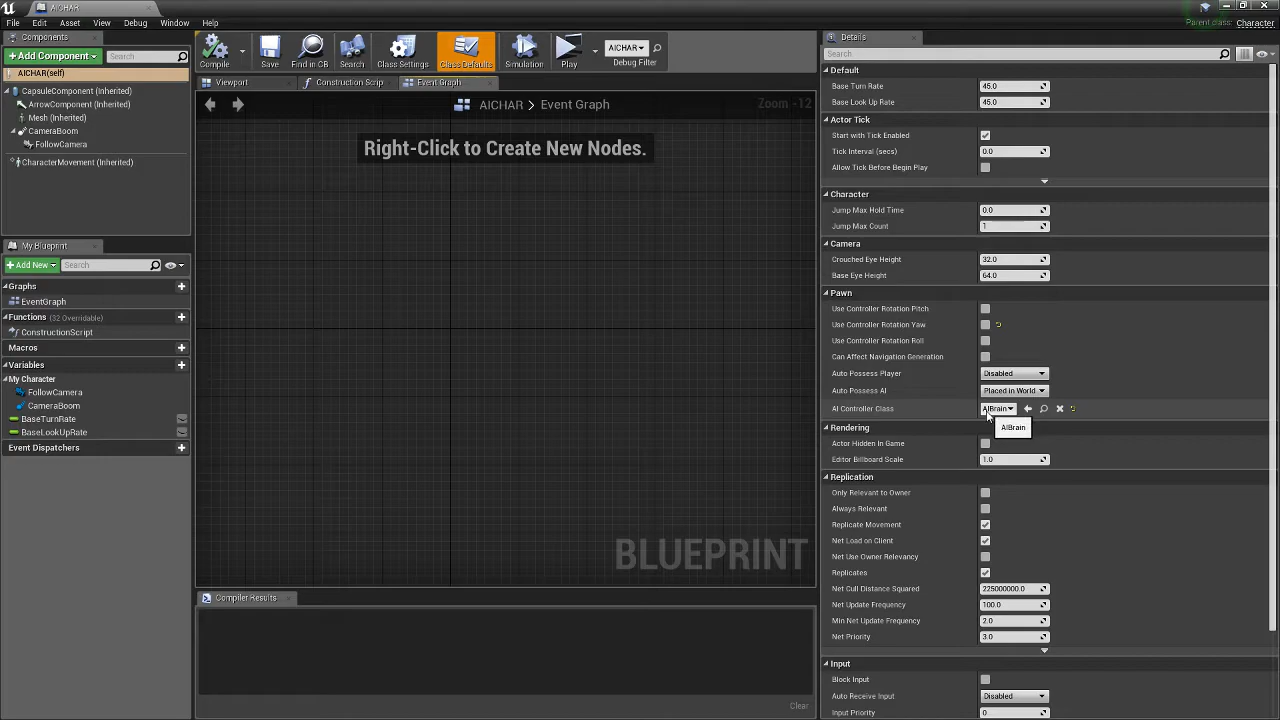 AICHAR
Parent class: Character
File Edit Asset View Debug Window Help
Components
+Add Component
Search
AICHAR(self)
CapsuleComponent (Inherited)
ArrowComponent (Inherited)
Mesh (Inherited)
CameraBoom
FollowCamera
CharacterMovement (Inherited)
My Blueprint
+Add New
Search
Graphs
EventGraph
Functions (32 Overridable)
ConstructionScript
Macros
Variables
My Character
FollowCamera
CameraBoom
BaseTurnRate
BaseLookUpRate
Event Dispatchers
Compile Save Find in CB Search Class Settings Class Defaults Simulation Play
AICHAR
Debug Filter
Viewport Construction Scrip Event Graph
AICHAR > Event Graph
Zoom -12
Right-Click to Create New Nodes.
BLUEPRINT
Compiler Results
Clear
Details
Search
Default
Base Turn Rate 45.0
Base Look Up Rate 45.0
Actor Tick
Start with Tick Enabled
Tick Interval (secs) 0.0
Allow Tick Before Begin Play
Character
Jump Max Hold Time 0.0
Jump Max Count 1
Camera
Crouched Eye Height 32.0
Base Eye Height 64.0
Pawn
Use Controller Rotation Pitch
Use Controller Rotation Yaw
Use Controller Rotation Roll
Can Affect Navigation Generation
Auto Possess Player Disabled
Auto Possess AI Placed in World
AI Controller Class AIBrain
AIBrain
Rendering
Actor Hidden In Game
Editor Billboard Scale 1.0
Replication
Only Relevant to Owner
Always Relevant
Replicate Movement
Net Load on Client
Net Use Owner Relevancy
Replicates
Net Cull Distance Squared 225000000.0
Net Update Frequency 100.0
Min Net Update Frequency 2.0
Net Priority 3.0
Input
Block Input
Auto Receive Input Disabled
Input Priority 0